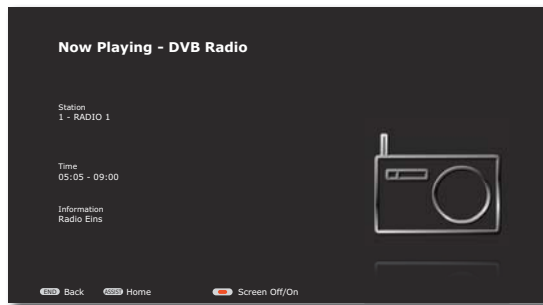 Now Playing - DVB Radio
Station
1 - RADIO 1
Time
05:05 - 09:00
Information
Radio Eins
END Back ASSIST Home Screen Off/On